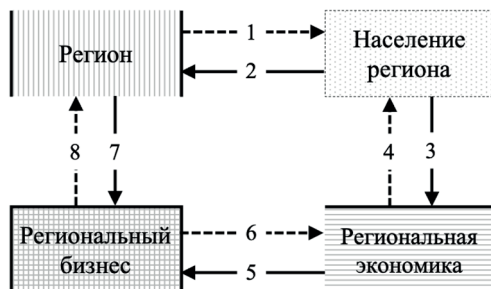 Регион
1
2
Население
региона
8
7
4
3
Региональный
бизнес
6
5
Региональная
экономика